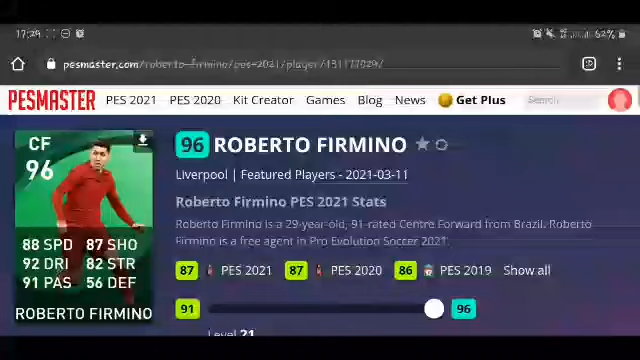 17:29
62%
pesmaster.com/roberto-firmino/pes-2021/player/
PESMASTER PES 2021 PES 2020 Kit Creator Games Blog News Get Plus Search
CF
96
88 SPD 87 SHO
92 DRI 82 STR
91 PAS 56 DEF
ROBERTO FIRMINO
96 ROBERTO FIRMINO
Liverpool | Featured Players - 2021-03-11
Roberto Firmino PES 2021 Stats
Roberto Firmino is a 29-year-old, 91-rated Centre Forward from Brazil. Roberto
Firmino is a free agent in Pro Evolution Soccer 2021.
87 PES 2021 87 PES 2020 86 PES 2019 Show all
91 96
Level 21